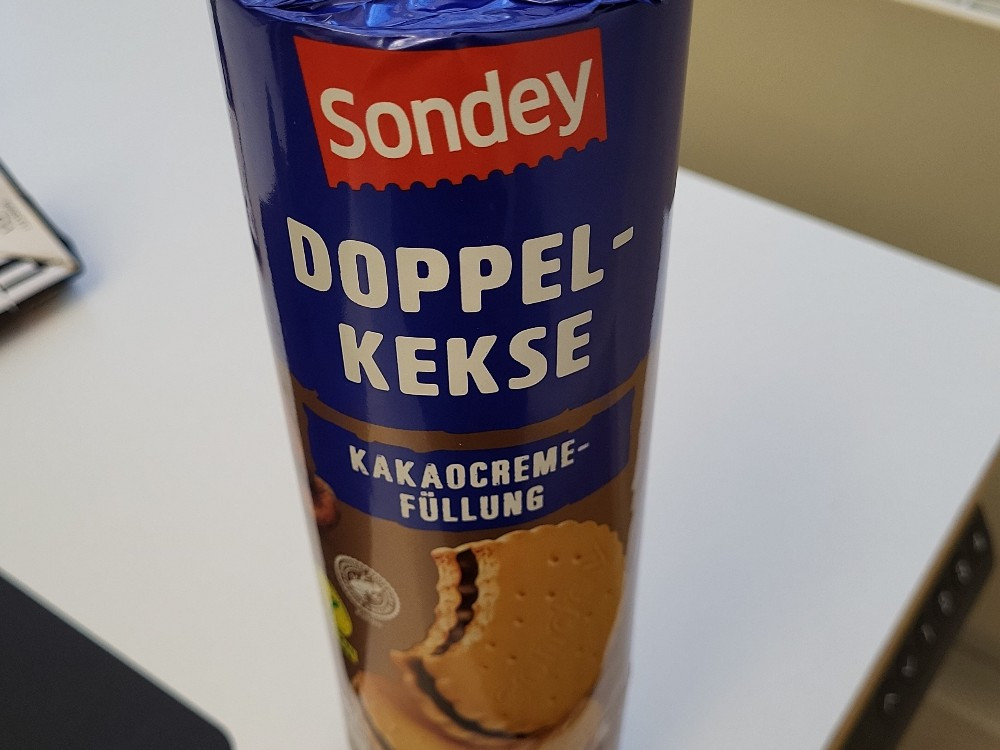 Sondey
DOPPEL-
KEKSE
KAKAOCREME-
FÜLLUNG